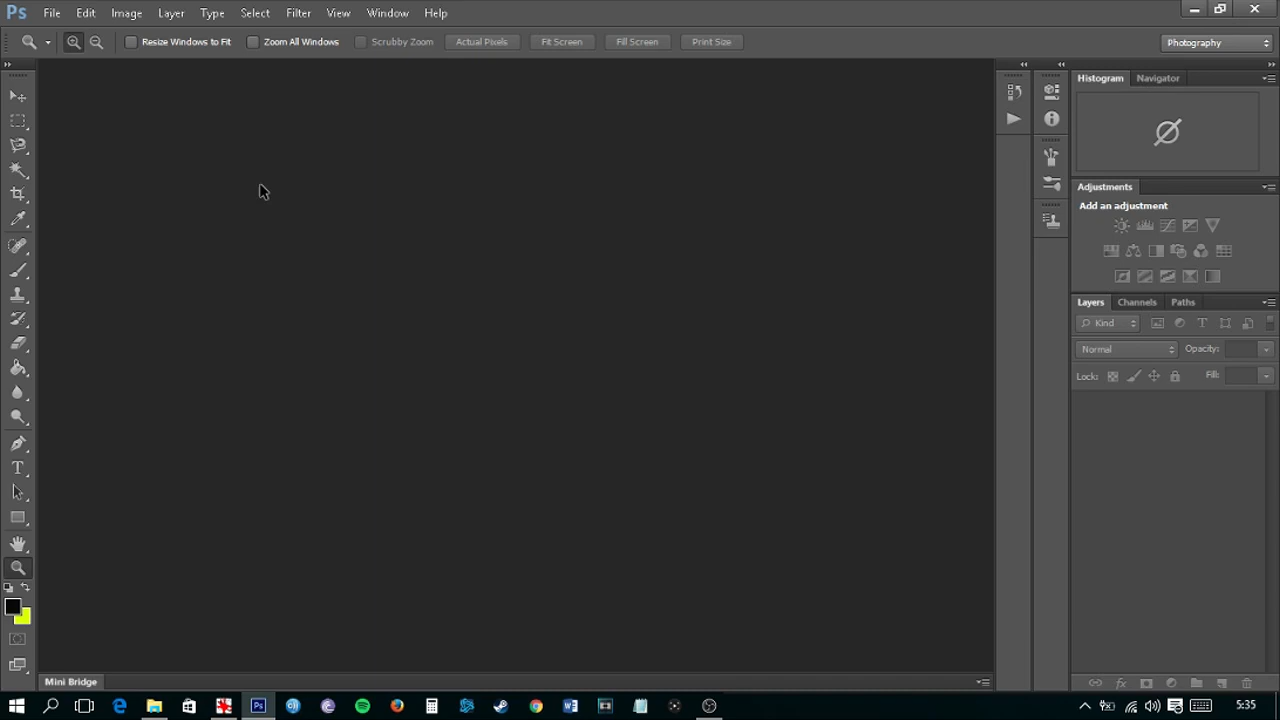 Ps File Edit Image Layer Type Select Filter View Window Help
Resize Windows to Fit Zoom All Windows Scrubby Zoom Actual Pixels Fit Screen Fill Screen Print Size Photography
Histogram Navigator
Adjustments
Add an adjustment
Layers Channels Paths
Kind
Normal Opacity:
Lock: Fill:
Mini Bridge
Ps 5:35